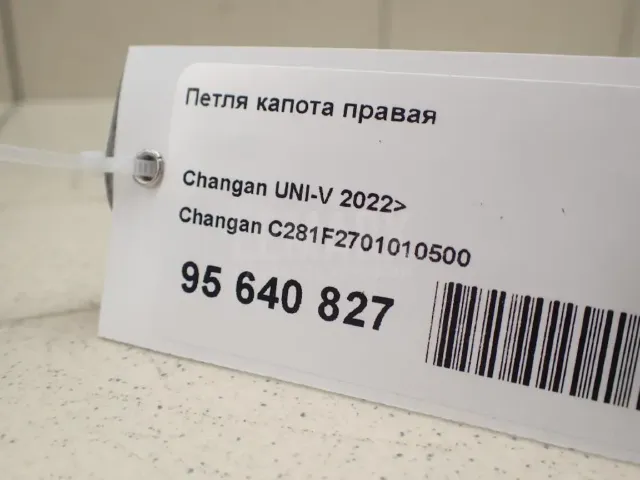 Петля капота правая
Changan UNI-V 2022>
Changan C281F2701010500
95 640 827